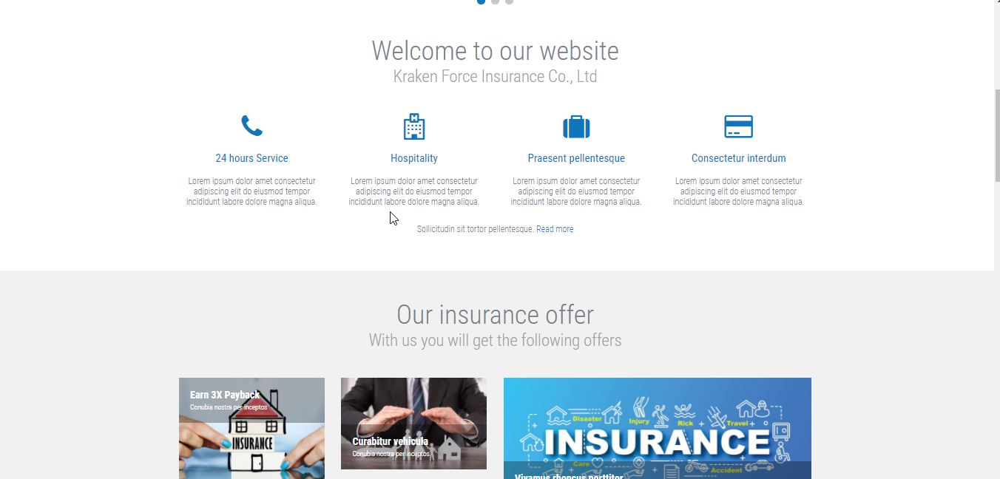 Welcome to our website
Kraken Force Insurance Co., Ltd
24 hours Service
Lorem ipsum dolor amet consectetur
adipiscing elit do eiusmod tempor
incididunt labore dolore magna aliqua.
Hospitality
Lorem ipsum dolor amet consectetur
adipiscing elit do eiusmod tempor
incididunt labore dolore magna aliqua.
Praesent pellentesque
Lorem ipsum dolor amet consectetur
adipiscing elit do eiusmod tempor
incididunt labore dolore magna aliqua.
Consectetur interdum
Lorem ipsum dolor amet consectetur
adipiscing elit do eiusmod tempor
incididunt labore dolore magna aliqua.
Sollicitudin sit tortor pellentesque. Read more
Our insurance offer
With us you will get the following offers
Earn 3X Payback
Conubia nostra per inceptos
INSURANCE
Curabitur vehicula
Conubia nostra per inceptos
Disaster
Injury
Rick
Travel
INSURANCE
Care
Accident
Vivamus rhoncus porttitor